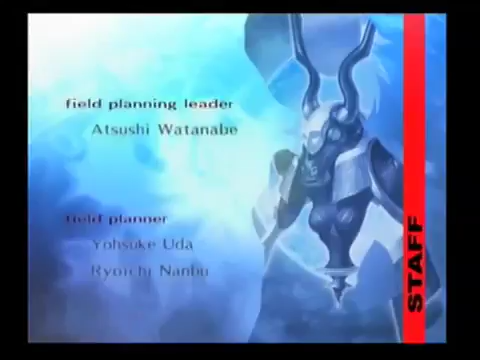 field planning leader
Atsushi Watanabe
field planner
Yohsuke Uda
Ryoichi Nanbu
STAFF